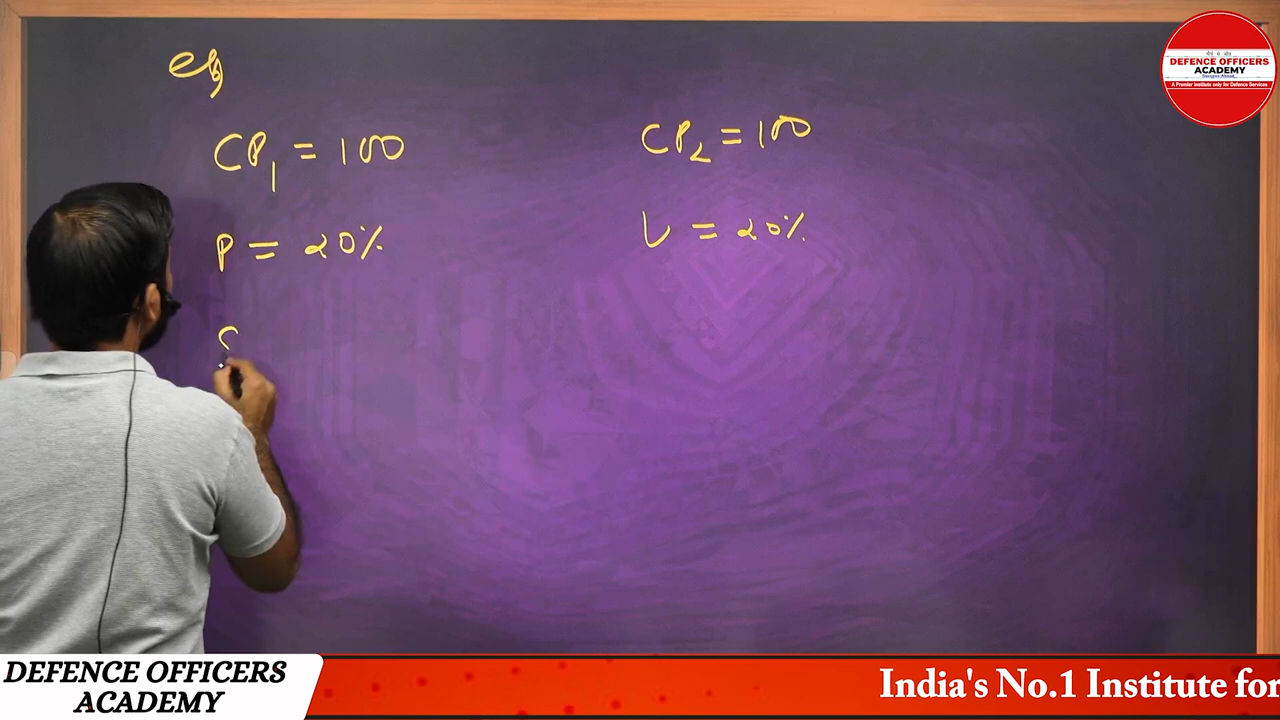 eg
CP₁ = 100
CP₂ = 100
P = 20%
L = 20%
DEFENCE OFFICERS
ACADEMY
A Premier Institute only for Defence Services
DEFENCE OFFICERS
ACADEMY
India's No.1 Institute for